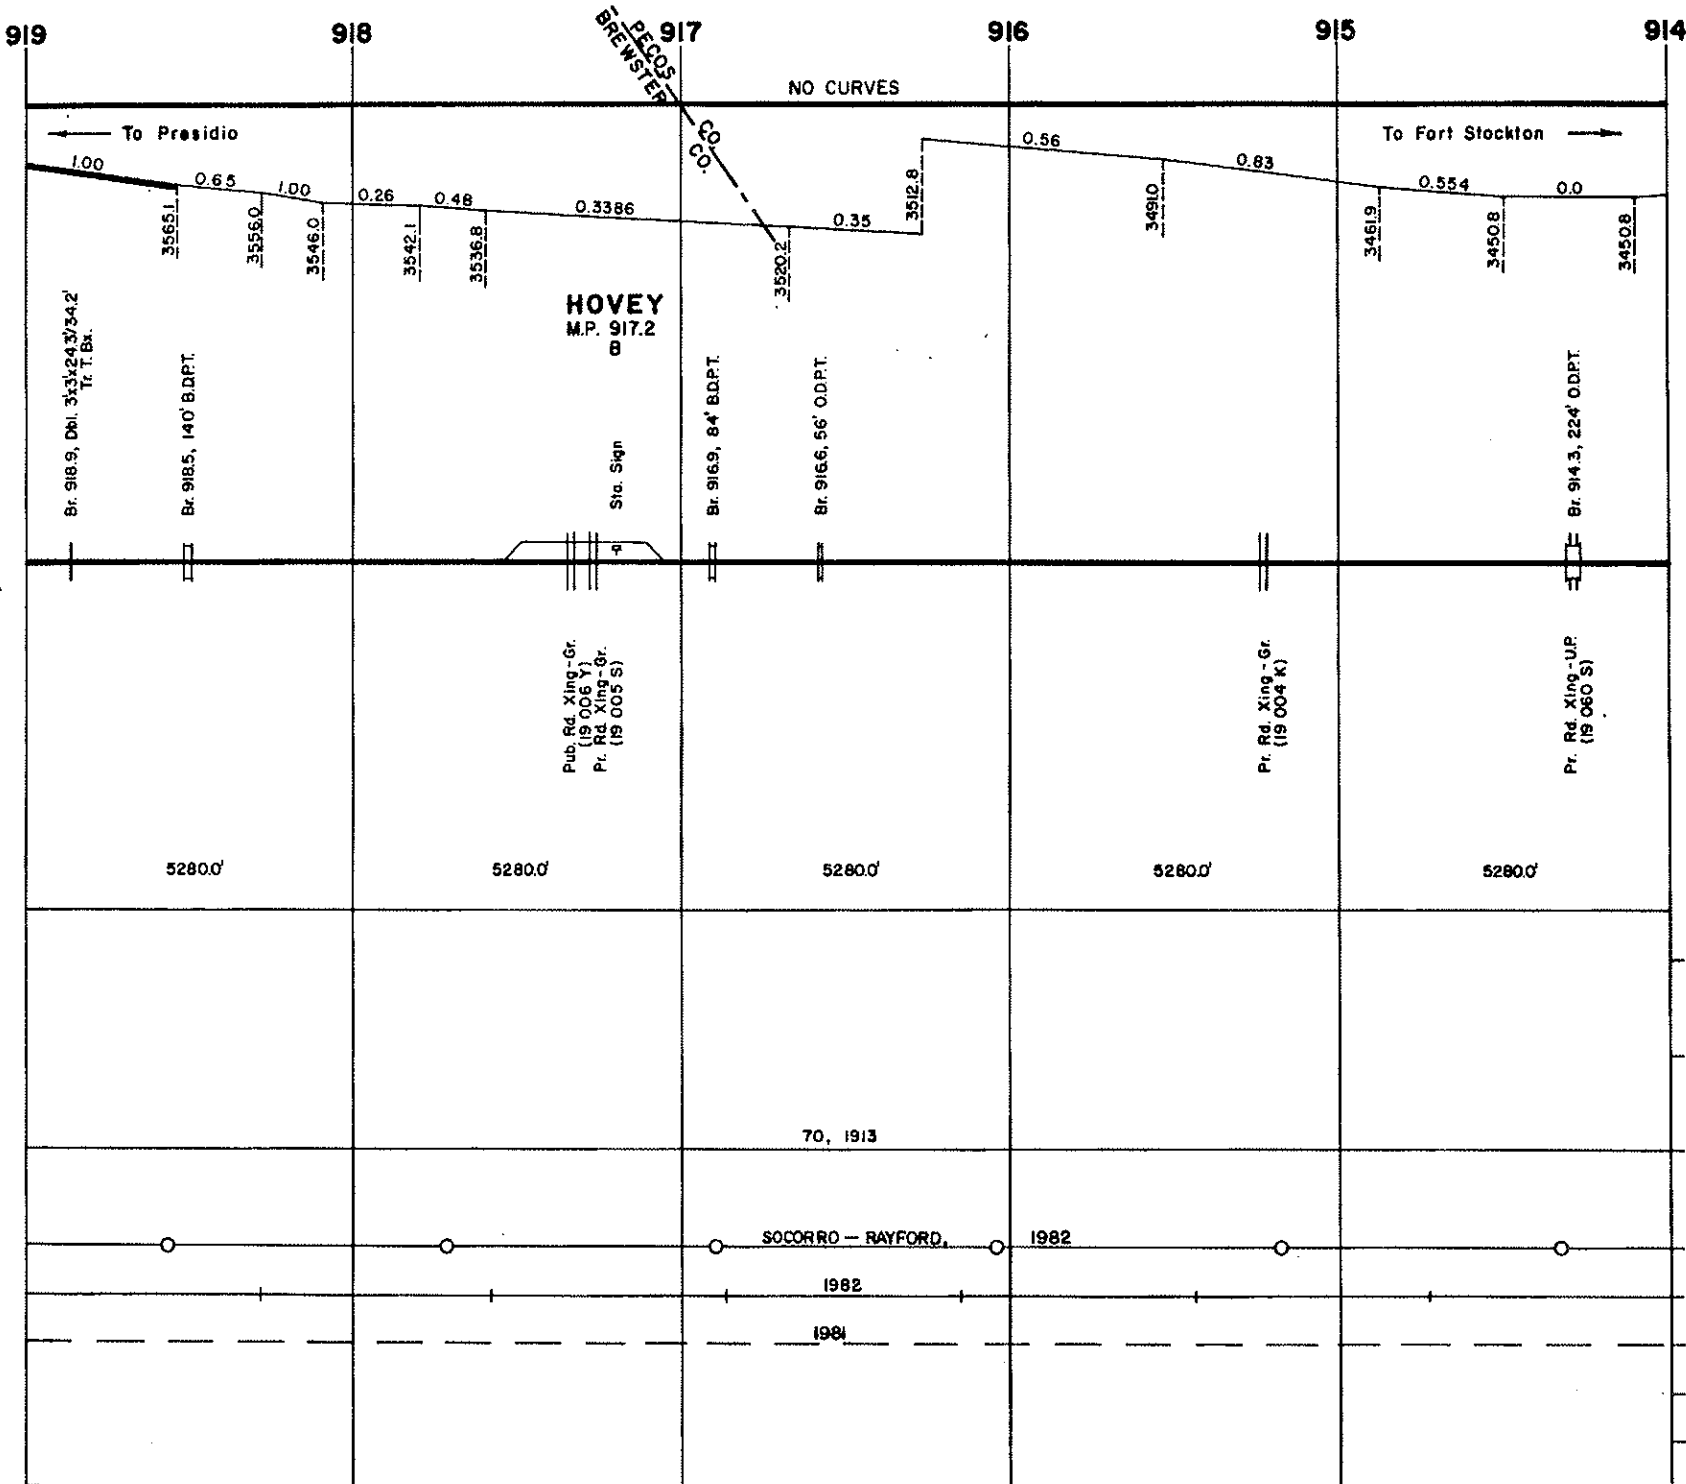 919
918
917
916
915
914
PECOS CO.
BREWSTER CO.
NO CURVES
To Presidio
To Fort Stockton
1.00
0.65
1.00
0.26
0.48
0.3386
0.35
0.56
0.83
0.554
0.0
3565.1
3556.0
3546.0
3542.1
3536.8
3520.2
3512.8
3491.0
3461.9
3450.8
3450.8
HOVEY
M.P. 917.2
B
Br. 918.9, Dbl. 3'x3'x24.3'/34.2'
Tr. T. Bx.
Br. 918.5, 140' B.D.P.T.
Sta. Sign
Br. 916.9, 84' B.D.P.T.
Br. 916.6, 56' O.D.P.T.
Br. 914.3, 224' O.D.P.T.
Pub. Rd. Xing-Gr.
(19 006 Y)
Pr. Rd. Xing-Gr.
(19 005 S)
Pr. Rd. Xing-Gr.
(19 004 K)
Pr. Rd. Xing-U.P.
(19 060 S)
5280.0'
5280.0'
5280.0'
5280.0'
5280.0'
70, 1913
SOCORRO — RAYFORD, 1982
1982
1981